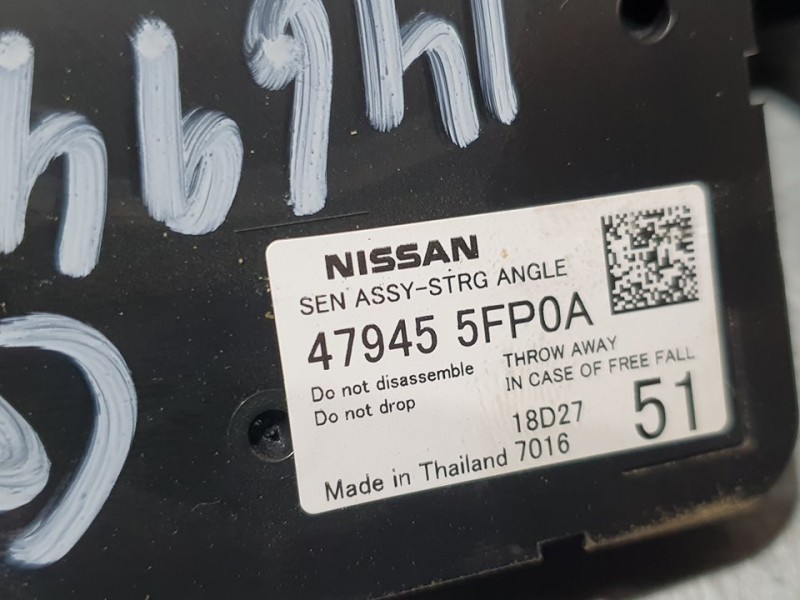 NISSAN
SEN ASSY-STRG ANGLE
47945 5FP0A
Do not disassemble
Do not drop
THROW AWAY
IN CASE OF FREE FALL
18D27
51
Made in Thailand 7016